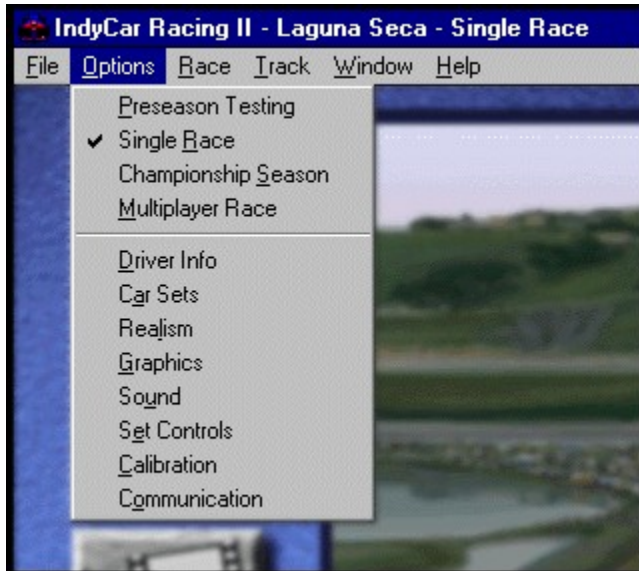 IndyCar Racing II - Laguna Seca - Single Race
File Options Race Track Window Help
Preseason Testing
✔ Single Race
Championship Season
Multiplayer Race
Driver Info
Car Sets
Realism
Graphics
Sound
Set Controls
Calibration
Communication